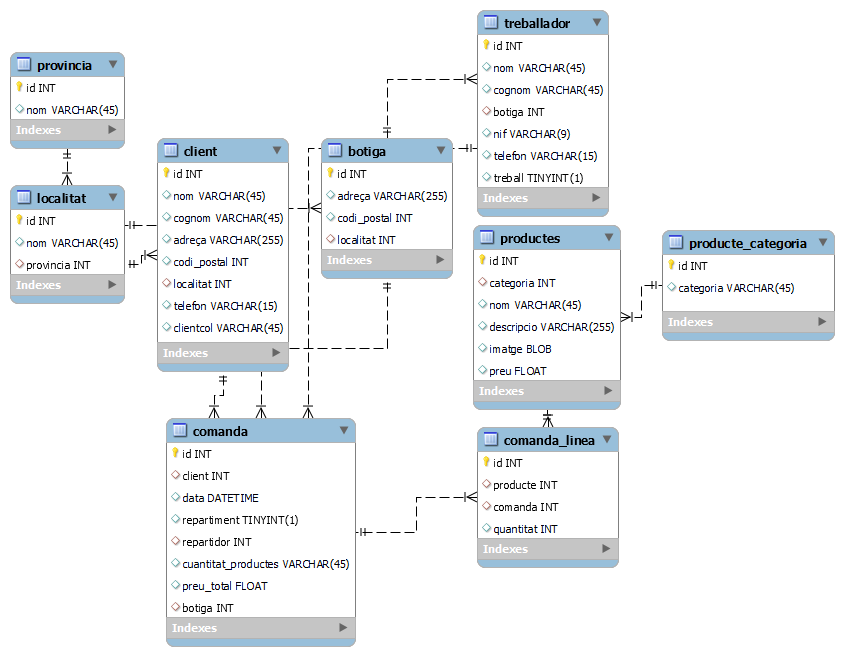 provincia
id INT
nom VARCHAR(45)
Indexes
localitat
id INT
nom VARCHAR(45)
provincia INT
Indexes
client
id INT
nom VARCHAR(45)
cognom VARCHAR(45)
adreça VARCHAR(255)
codi_postal INT
localitat INT
telefon VARCHAR(15)
clientcol VARCHAR(45)
Indexes
botiga
id INT
adreça VARCHAR(255)
codi_postal INT
localitat INT
Indexes
treballador
id INT
nom VARCHAR(45)
cognom VARCHAR(45)
botiga INT
nif VARCHAR(9)
telefon VARCHAR(15)
treball TINYINT(1)
Indexes
productes
id INT
categoria INT
nom VARCHAR(45)
descripcio VARCHAR(255)
imatge BLOB
preu FLOAT
Indexes
producte_categoria
id INT
categoria VARCHAR(45)
Indexes
comanda
id INT
client INT
data DATETIME
repartiment TINYINT(1)
repartidor INT
cuantitat_productes VARCHAR(45)
preu_total FLOAT
botiga INT
Indexes
comanda_linea
id INT
producte INT
comanda INT
quantitat INT
Indexes